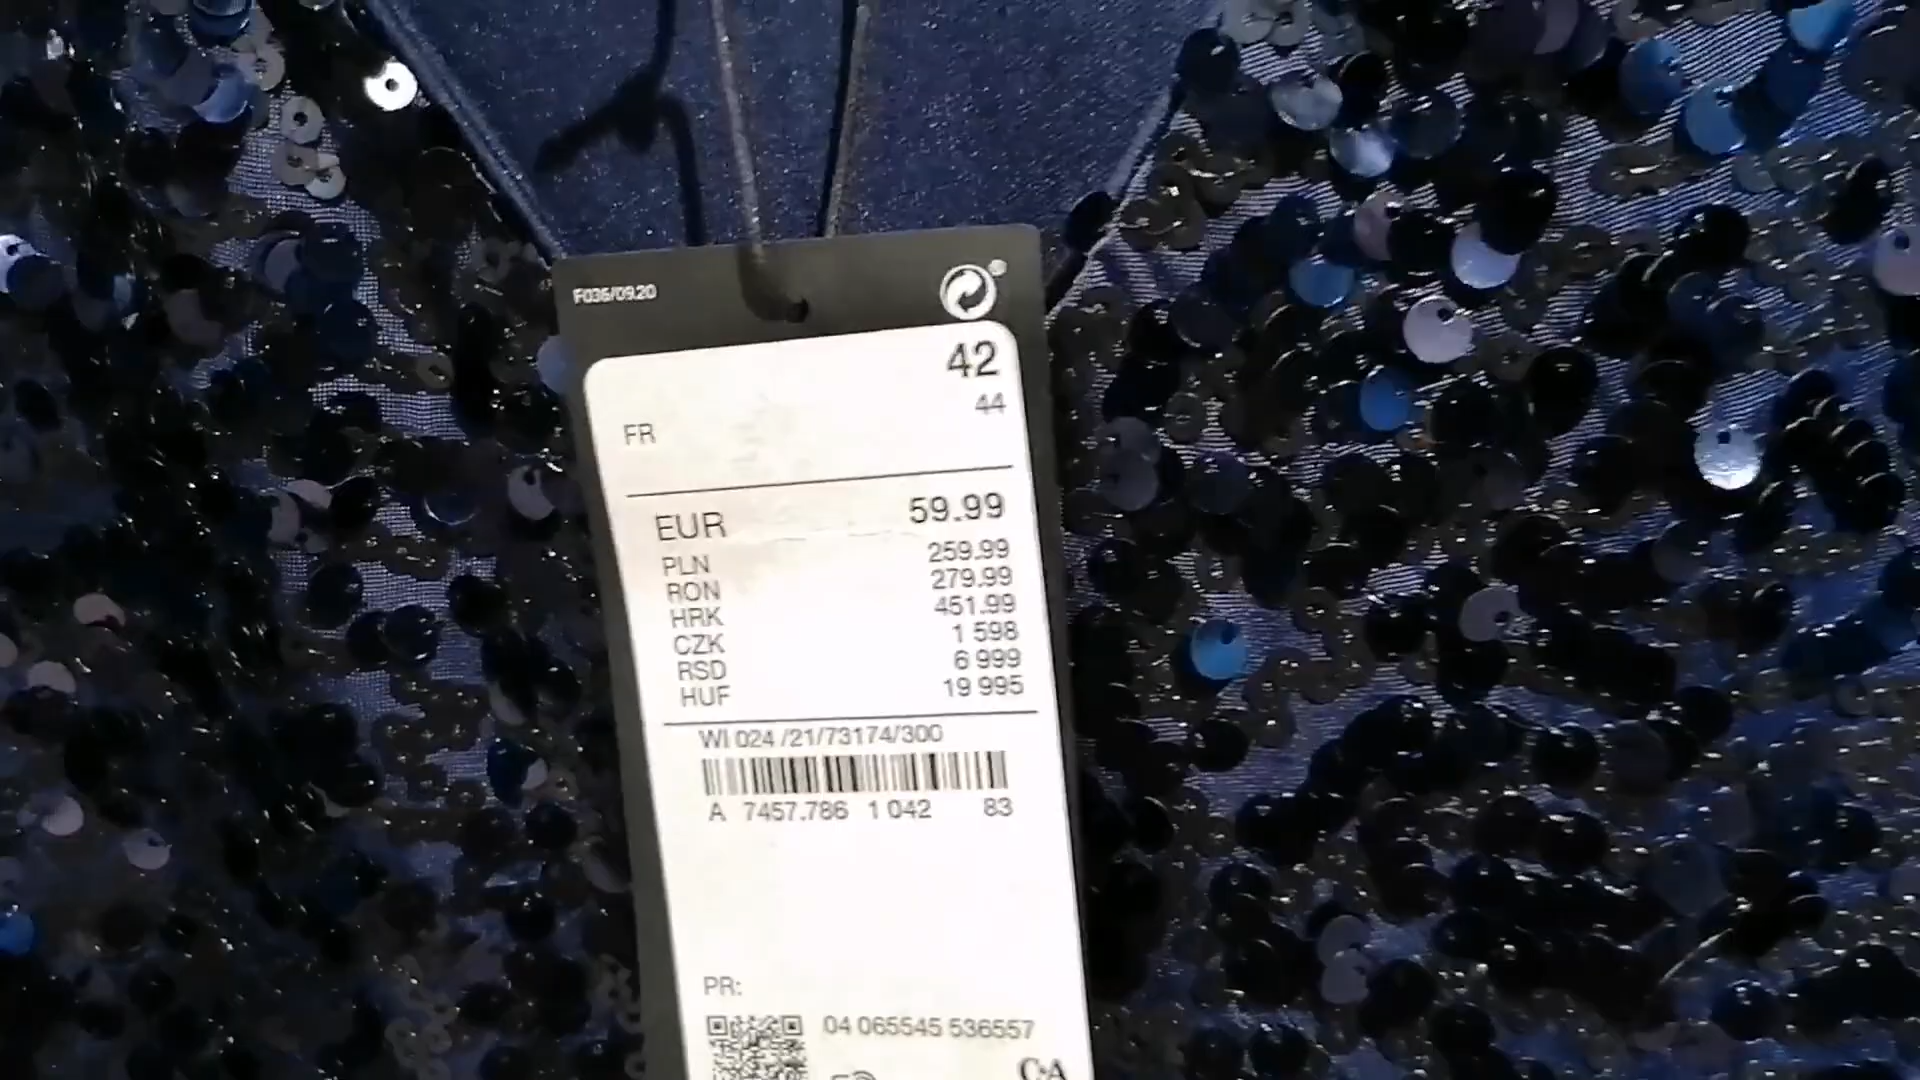 F036/09.20
42
FR 44
EUR 59.99
PLN 259.99
RON 279.99
HRK 451.99
CZK 1 598
RSD 6 999
HUF 19 995
WI 024 /21/73174/300
A 7457.786 1 042 83
PR:
04 065545 536557
C&A